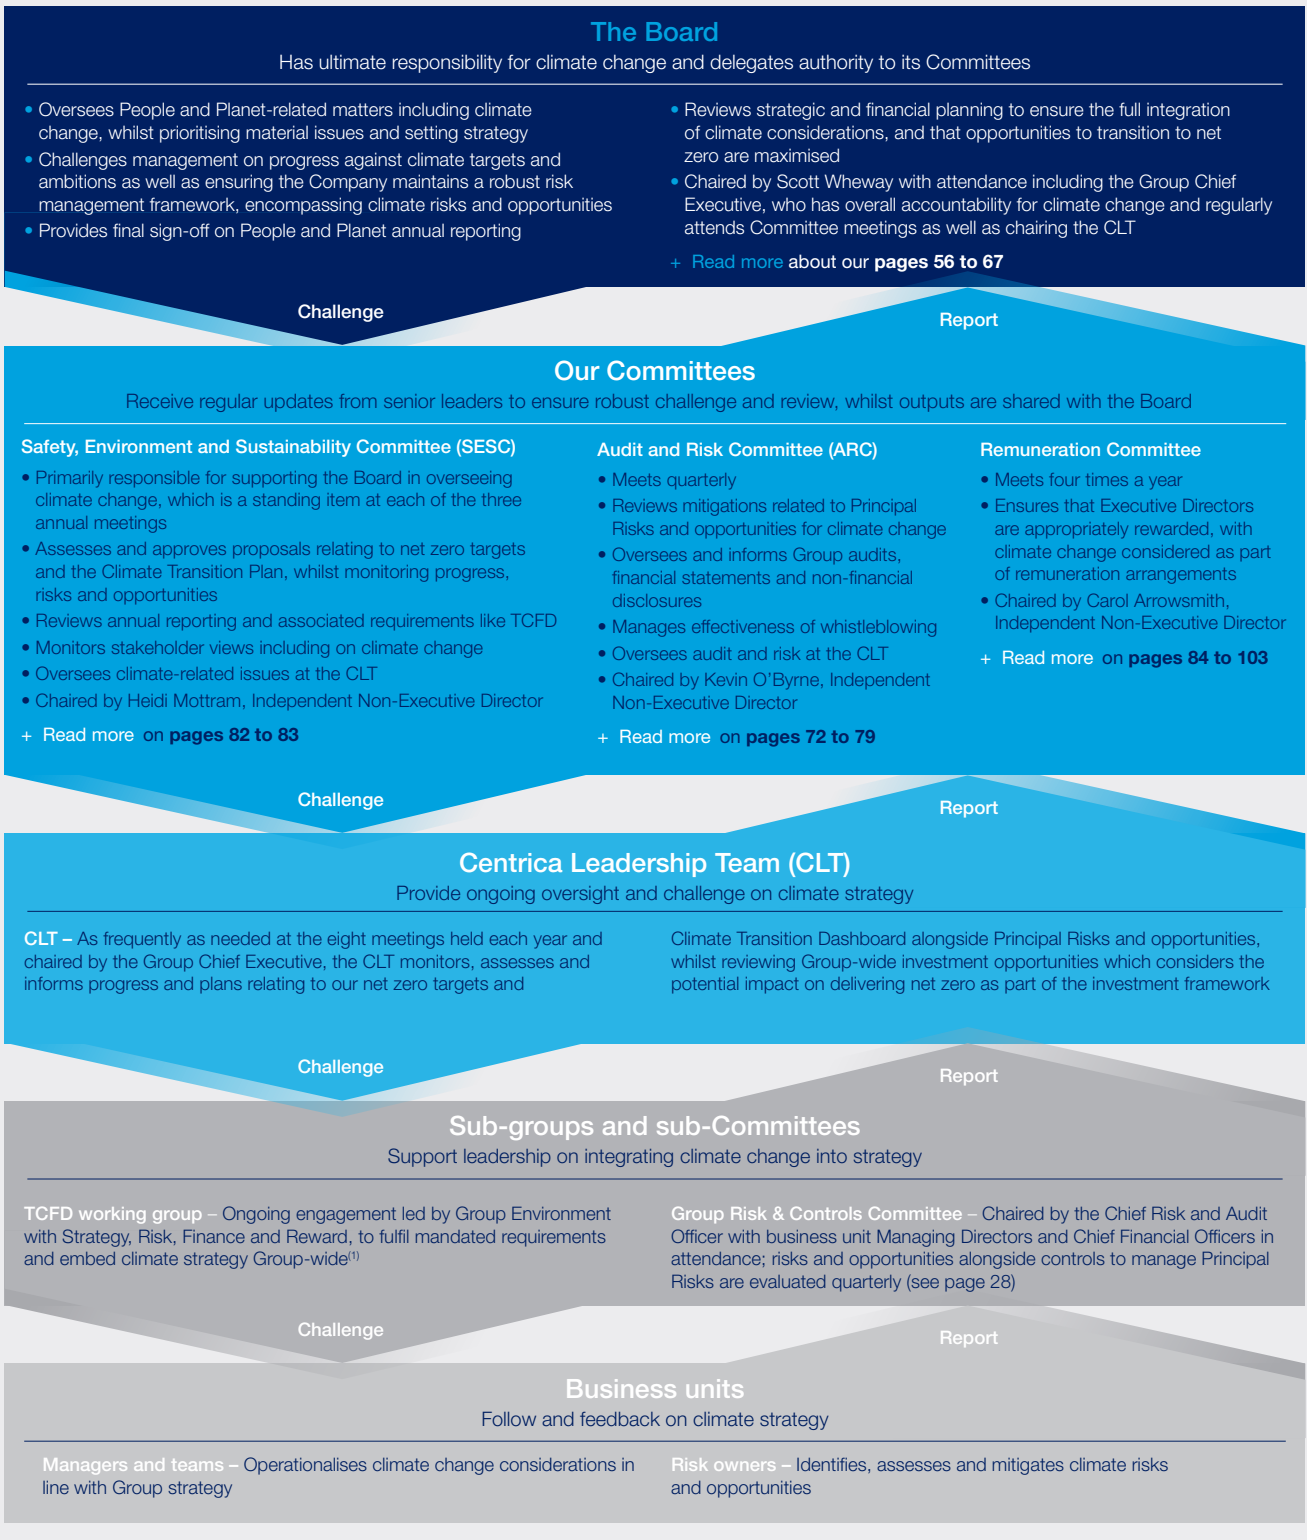 The Board
Has ultimate responsibility for climate change and delegates authority to its Committees
• Oversees People and Planet-related matters including climate
change, whilst prioritising material issues and setting strategy
• Challenges management on progress against climate targets and
ambitions as well as ensuring the Company maintains a robust risk
management framework, encompassing climate risks and opportunities
• Provides final sign-off on People and Planet annual reporting
• Reviews strategic and financial planning to ensure the full integration
of climate considerations, and that opportunities to transition to net
zero are maximised
• Chaired by Scott Wheway with attendance including the Group Chief
Executive, who has overall accountability for climate change and regularly
attends Committee meetings as well as chairing the CLT
+ Read more about our pages 56 to 67
Challenge
Report
Our Committees
Receive regular updates from senior leaders to ensure robust challenge and review, whilst outputs are shared with the Board
Safety, Environment and Sustainability Committee (SESC)
• Primarily responsible for supporting the Board in overseeing
climate change, which is a standing item at each of the three
annual meetings
• Assesses and approves proposals relating to net zero targets
and the Climate Transition Plan, whilst monitoring progress,
risks and opportunities
• Reviews annual reporting and associated requirements like TCFD
• Monitors stakeholder views including on climate change
• Oversees climate-related issues at the CLT
• Chaired by Heidi Mottram, Independent Non-Executive Director
+ Read more on pages 82 to 83
Audit and Risk Committee (ARC)
• Meets quarterly
• Reviews mitigations related to Principal
Risks and opportunities for climate change
• Oversees and informs Group audits,
financial statements and non-financial
disclosures
• Manages effectiveness of whistleblowing
• Oversees audit and risk at the CLT
• Chaired by Kevin O'Byrne, Independent
Non-Executive Director
+ Read more on pages 72 to 79
Remuneration Committee
• Meets four times a year
• Ensures that Executive Directors
are appropriately rewarded, with
climate change considered as part
of remuneration arrangements
• Chaired by Carol Arrowsmith,
Independent Non-Executive Director
+ Read more on pages 84 to 103
Challenge
Report
Centrica Leadership Team (CLT)
Provide ongoing oversight and challenge on climate strategy
CLT – As frequently as needed at the eight meetings held each year and
chaired by the Group Chief Executive, the CLT monitors, assesses and
informs progress and plans relating to our net zero targets and
Climate Transition Dashboard alongside Principal Risks and opportunities,
whilst reviewing Group-wide investment opportunities which considers the
potential impact on delivering net zero as part of the investment framework
Challenge
Report
Sub-groups and sub-Committees
Support leadership on integrating climate change into strategy
TCFD working group – Ongoing engagement led by Group Environment
with Strategy, Risk, Finance and Reward, to fulfil mandated requirements
and embed climate strategy Group-wide(1)
Group Risk & Controls Committee – Chaired by the Chief Risk and Audit
Officer with business unit Managing Directors and Chief Financial Officers in
attendance; risks and opportunities alongside controls to manage Principal
Risks are evaluated quarterly (see page 28)
Challenge
Report
Business units
Follow and feedback on climate strategy
Managers and teams – Operationalises climate change considerations in
line with Group strategy
Risk owners – Identifies, assesses and mitigates climate risks
and opportunities